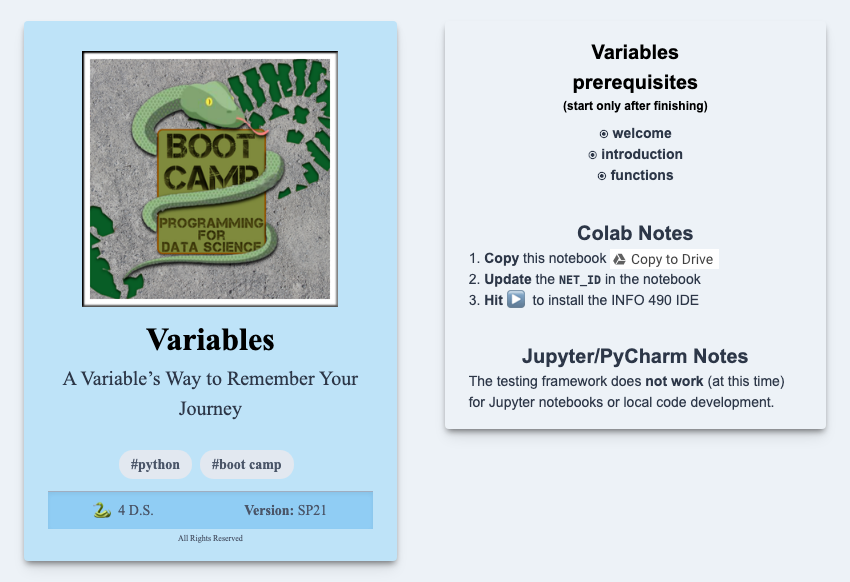 BOOT
CAMP
PROGRAMMING
FOR
DATA SCIENCE
Variables
A Variable’s Way to Remember Your
Journey
#python #boot camp
4 D.S. Version: SP21
All Rights Reserved
Variables
prerequisites
(start only after finishing)
welcome
introduction
functions
Colab Notes
1. Copy this notebook Copy to Drive
2. Update the NET_ID in the notebook
3. Hit to install the INFO 490 IDE
Jupyter/PyCharm Notes
The testing framework does not work (at this time)
for Jupyter notebooks or local code development.